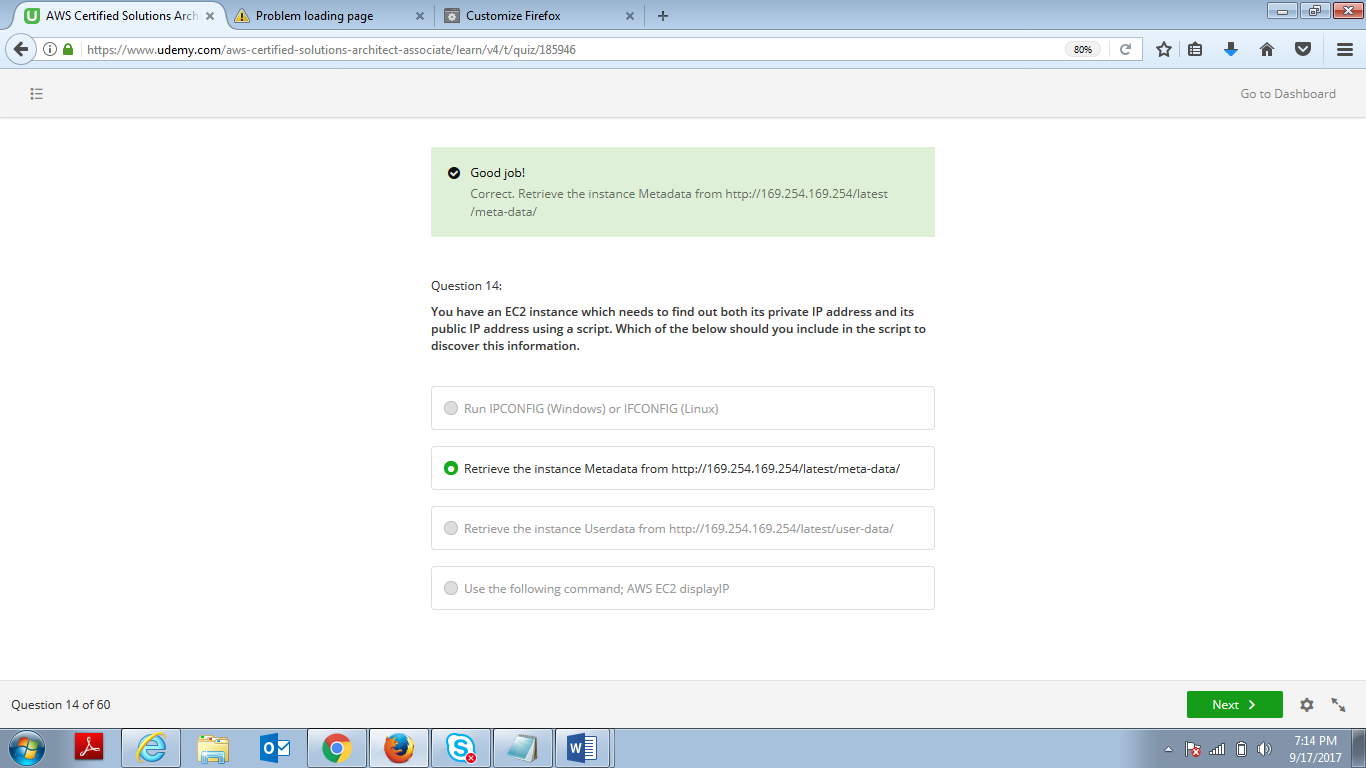 AWS Certified Solutions Arch
Problem loading page
Customize Firefox
https://www.udemy.com/aws-certified-solutions-architect-associate/learn/v4/t/quiz/185946
80%
Go to Dashboard
Good job!
Correct. Retrieve the instance Metadata from http://169.254.169.254/latest
/meta-data/
Question 14:
You have an EC2 instance which needs to find out both its private IP address and its
public IP address using a script. Which of the below should you include in the script to
discover this information.
Run IPCONFIG (Windows) or IFCONFIG (Linux)
Retrieve the instance Metadata from http://169.254.169.254/latest/meta-data/
Retrieve the instance Userdata from http://169.254.169.254/latest/user-data/
Use the following command; AWS EC2 displayIP
Question 14 of 60
Next
7:14 PM
9/17/2017